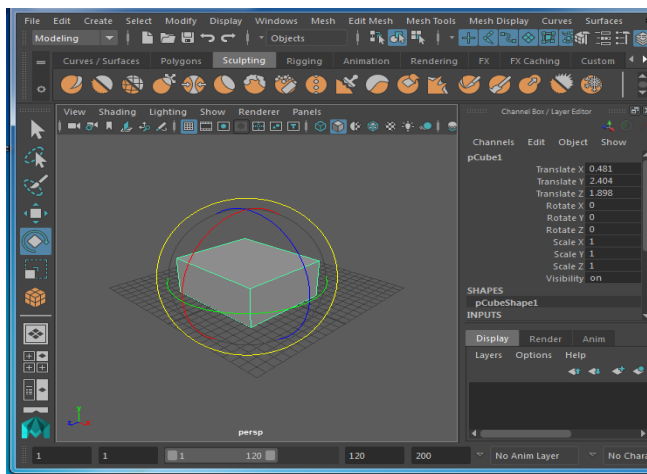 File Edit Create Select Modify Display Windows Mesh Edit Mesh Mesh Tools Mesh Display Curves Surfaces
Modeling Objects
Curves / Surfaces Polygons Sculpting Rigging Animation Rendering FX FX Caching Custom
View Shading Lighting Show Renderer Panels
Channel Box / Layer Editor
Channels Edit Object Show
pCube1
Translate X 0.481
Translate Y 2.404
Translate Z 1.898
Rotate X 0
Rotate Y 0
Rotate Z 0
Scale X 1
Scale Y 1
Scale Z 1
Visibility on
SHAPES
pCubeShape1
INPUTS
Display Render Anim
Layers Options Help
persp
1 1 1 120 120 200 No Anim Layer No Chara